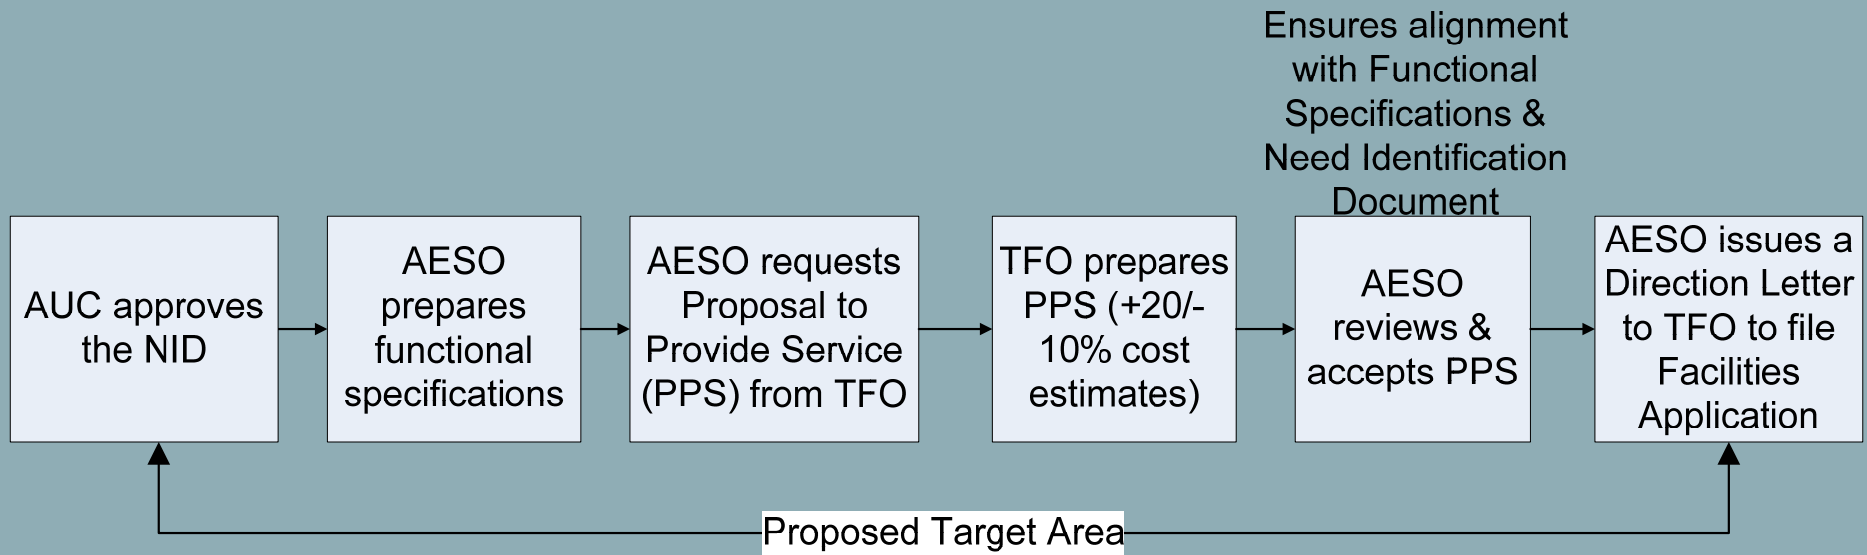 Ensures alignment
with Functional
Specifications &
Need Identification
Document
AUC approves
the NID
AESO
prepares
functional
specifications
AESO requests
Proposal to
Provide Service
(PPS) from TFO
TFO prepares
PPS (+20/-
10% cost
estimates)
AESO
reviews &
accepts PPS
AESO issues a
Direction Letter
to TFO to file
Facilities
Application
Proposed Target Area